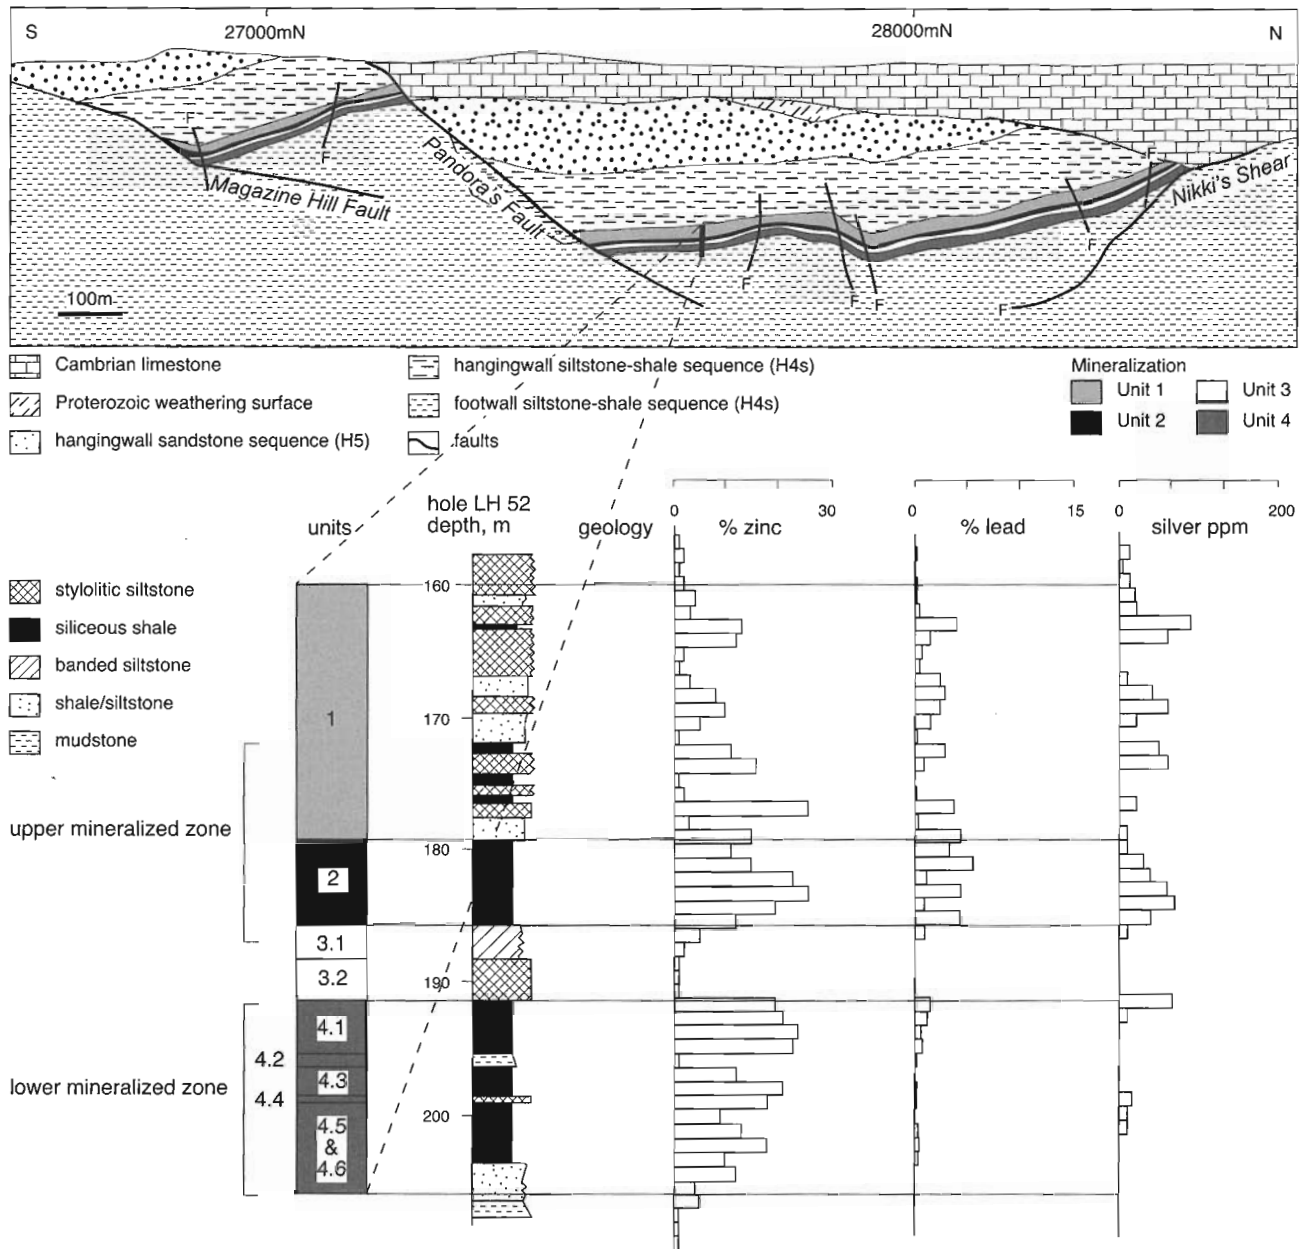 S
27000mN
28000mN
N
F
F
Magazine Hill Fault
Pandora's Fault
F
F
F
F
F
F
Nikki's Shear
100m
Cambrian limestone
Proterozoic weathering surface
hangingwall sandstone sequence (H5)
hangingwall siltstone-shale sequence (H4s)
footwall siltstone-shale sequence (H4s)
faults
Mineralization
Unit 1
Unit 3
Unit 2
Unit 4
units
hole LH 52
depth, m
geology
0
30
% zinc
0
15
% lead
0
200
silver ppm
stylolitic siltstone
siliceous shale
banded siltstone
shale/siltstone
mudstone
upper mineralized zone
lower mineralized zone
1
2
3.1
3.2
4.1
4.2
4.3
4.4
4.5
&
4.6
160
170
180
190
200